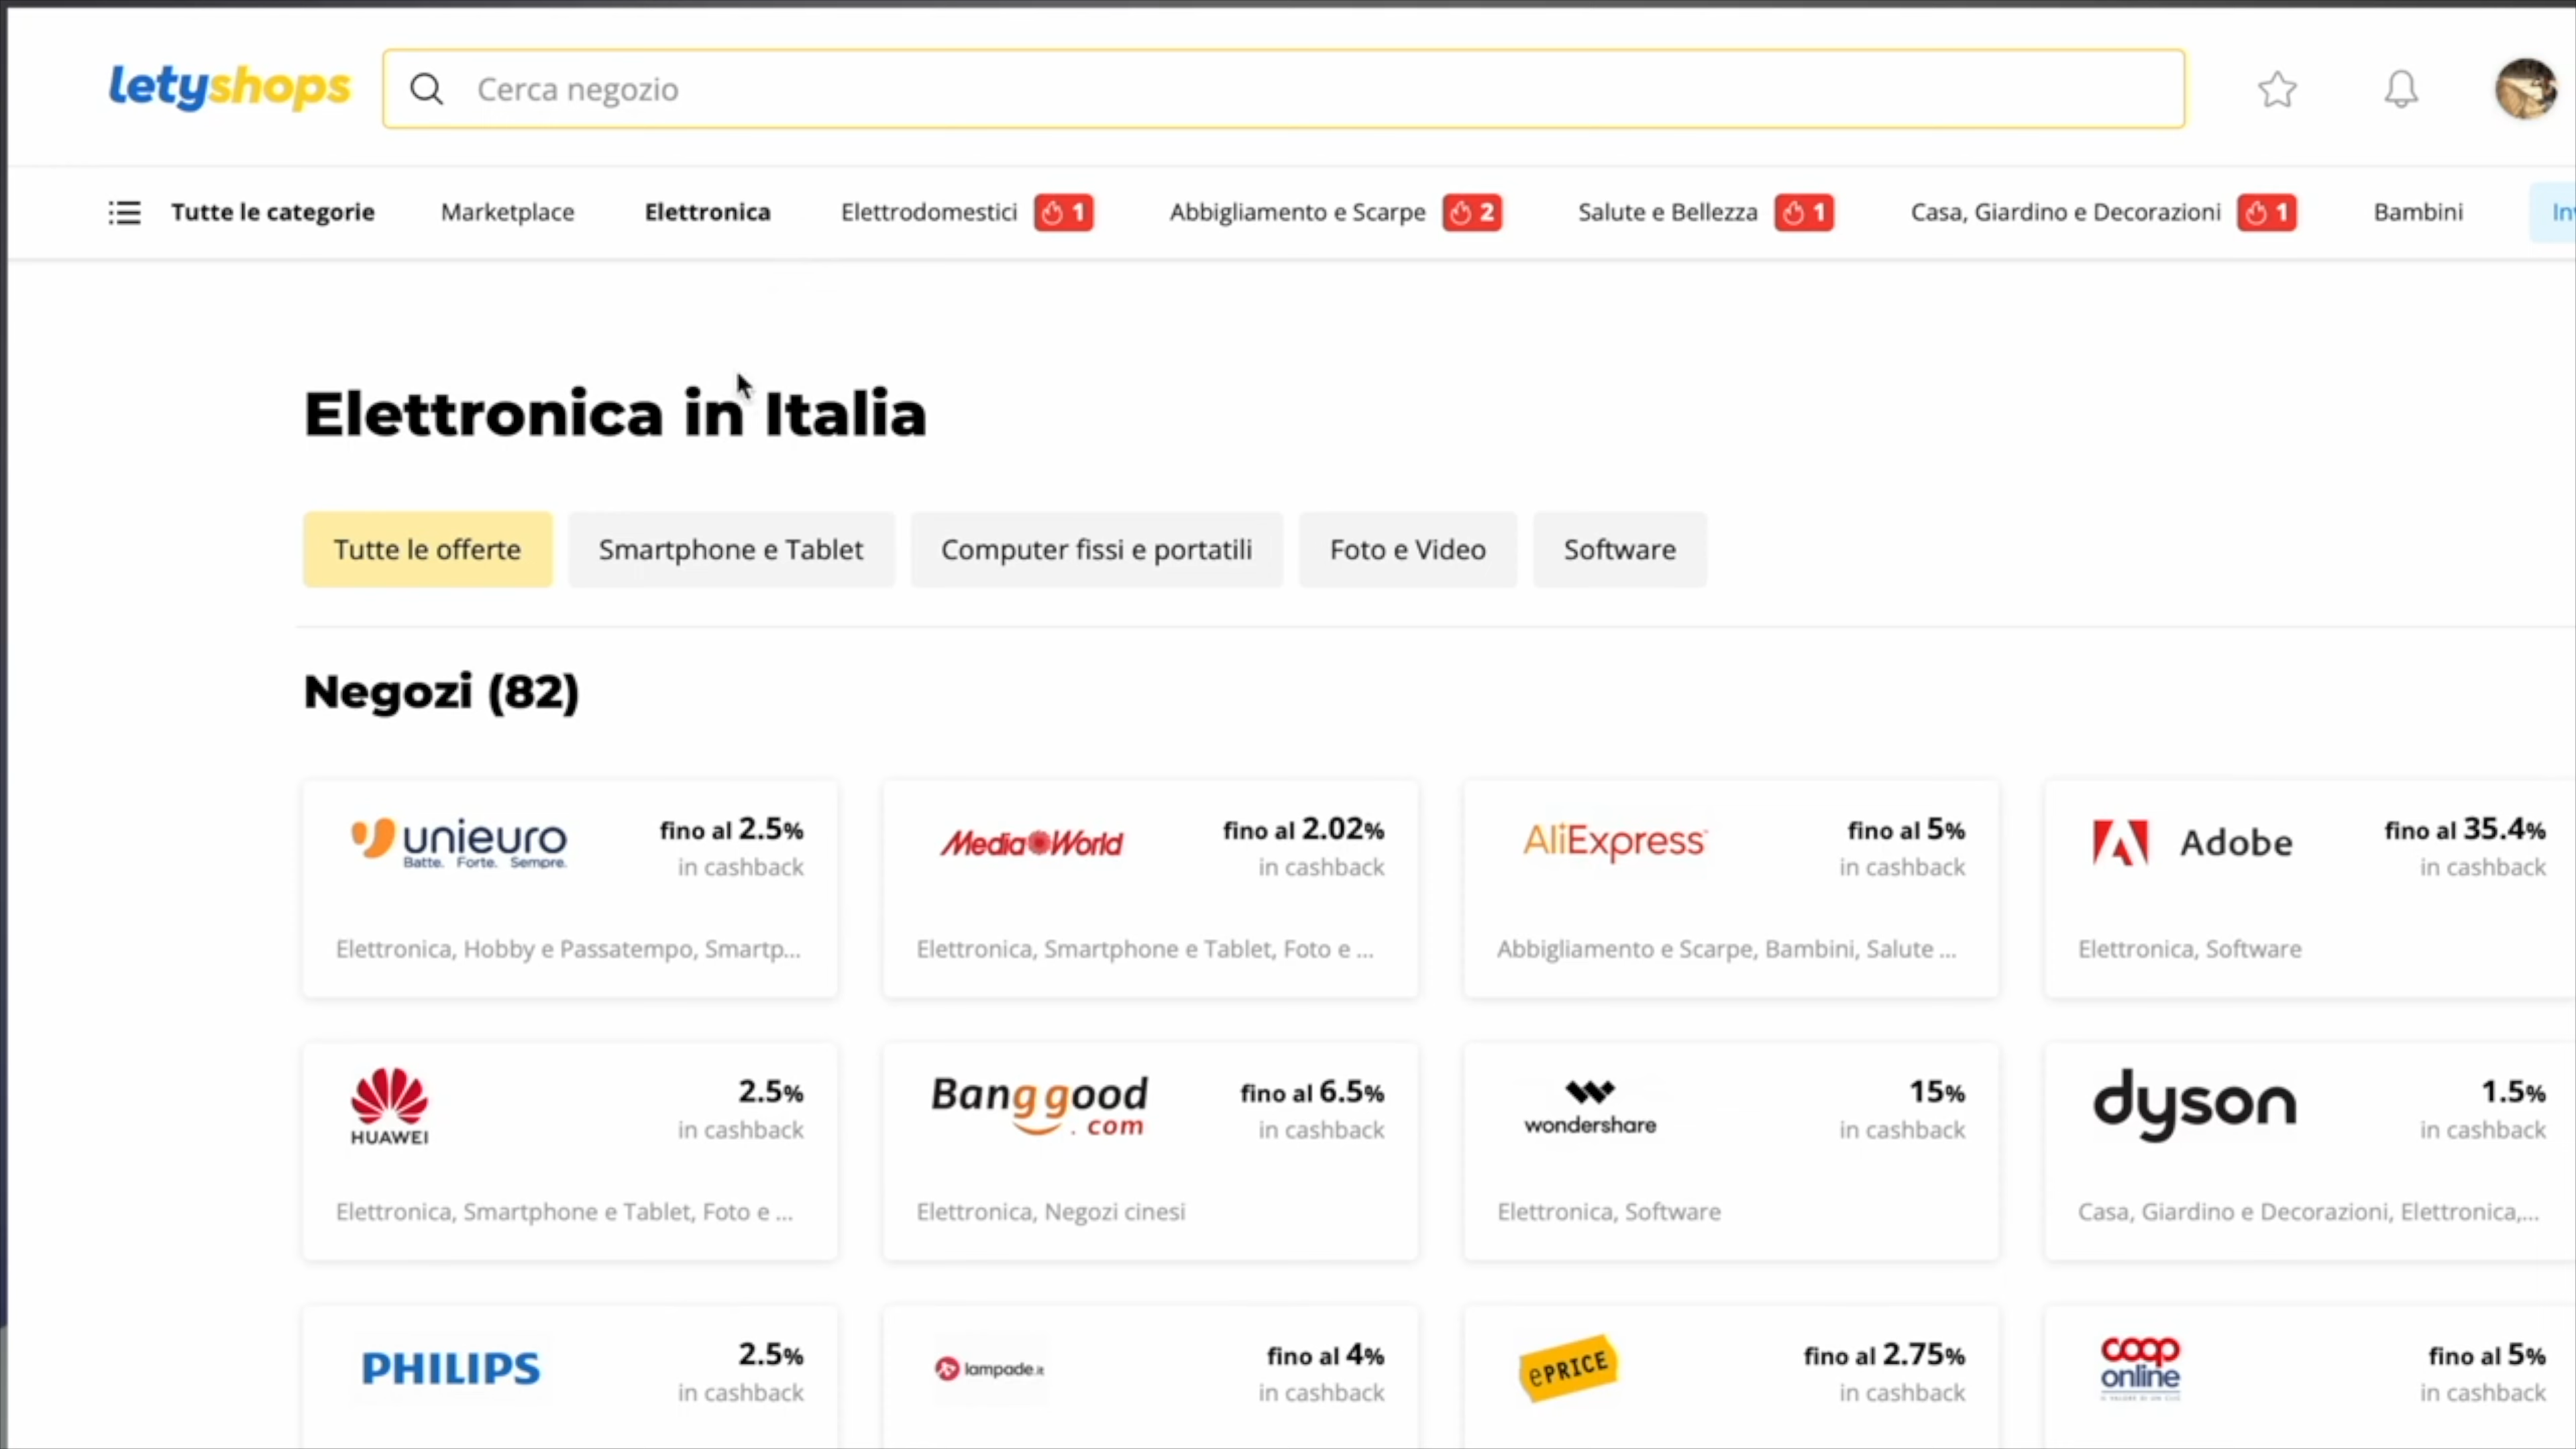 letyshops
Cerca negozio
Tutte le categorie Marketplace Elettronica Elettrodomestici 1 Abbigliamento e Scarpe 2 Salute e Bellezza 1 Casa, Giardino e Decorazioni 1 Bambini
Elettronica in Italia
Tutte le offerte Smartphone e Tablet Computer fissi e portatili Foto e Video Software
Negozi (82)
unieuro
Batte. Forte. Sempre.
fino al 2.5%
in cashback
Elettronica, Hobby e Passatempo, Smartp...
MediaWorld
fino al 2.02%
in cashback
Elettronica, Smartphone e Tablet, Foto e ...
AliExpress
fino al 5%
in cashback
Abbigliamento e Scarpe, Bambini, Salute ...
Adobe
fino al 35.4%
in cashback
Elettronica, Software
HUAWEI
2.5%
in cashback
Elettronica, Smartphone e Tablet, Foto e ...
Banggood
.com
fino al 6.5%
in cashback
Elettronica, Negozi cinesi
wondershare
15%
in cashback
Elettronica, Software
dyson
1.5%
in cashback
Casa, Giardino e Decorazioni, Elettronica,...
PHILIPS
2.5%
in cashback
lampade.it
fino al 4%
in cashback
ePRICE
fino al 2.75%
in cashback
coop
online
fino al 5%
in cashback